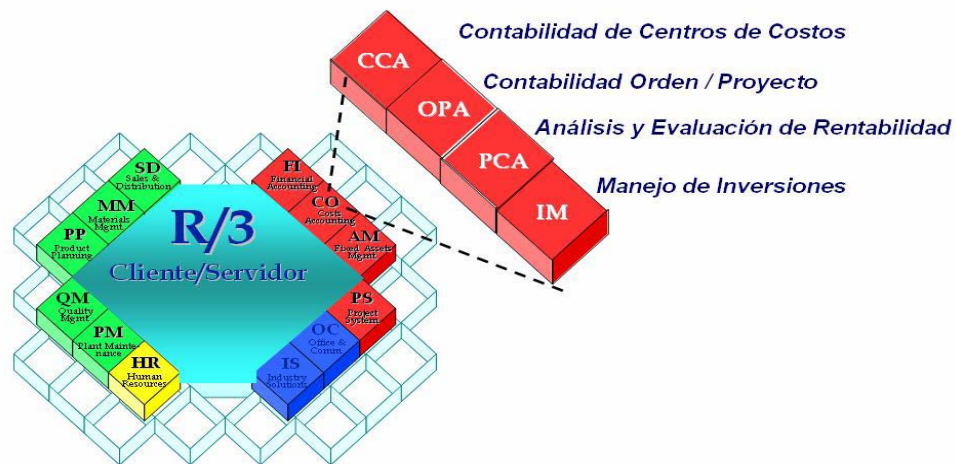 CCA
Contabilidad de Centros de Costos
OPA
Contabilidad Orden / Proyecto
PCA
Análisis y Evaluación de Rentabilidad
IM
Manejo de Inversiones
SD
Sales &
Distribution
MM
Materials
Mgmt
PP
Product
Planning
QM
Quality
Mgmt
PM
Plant Mainte-
nance
HR
Human
Resources
R/3
Cliente/Servidor
FI
Financial
Accounting
CO
Costs
Accounting
AM
Fixed Assets
Mgmt
PS
Project
System
OC
Office &
Comm
IS
Industry
Solutions